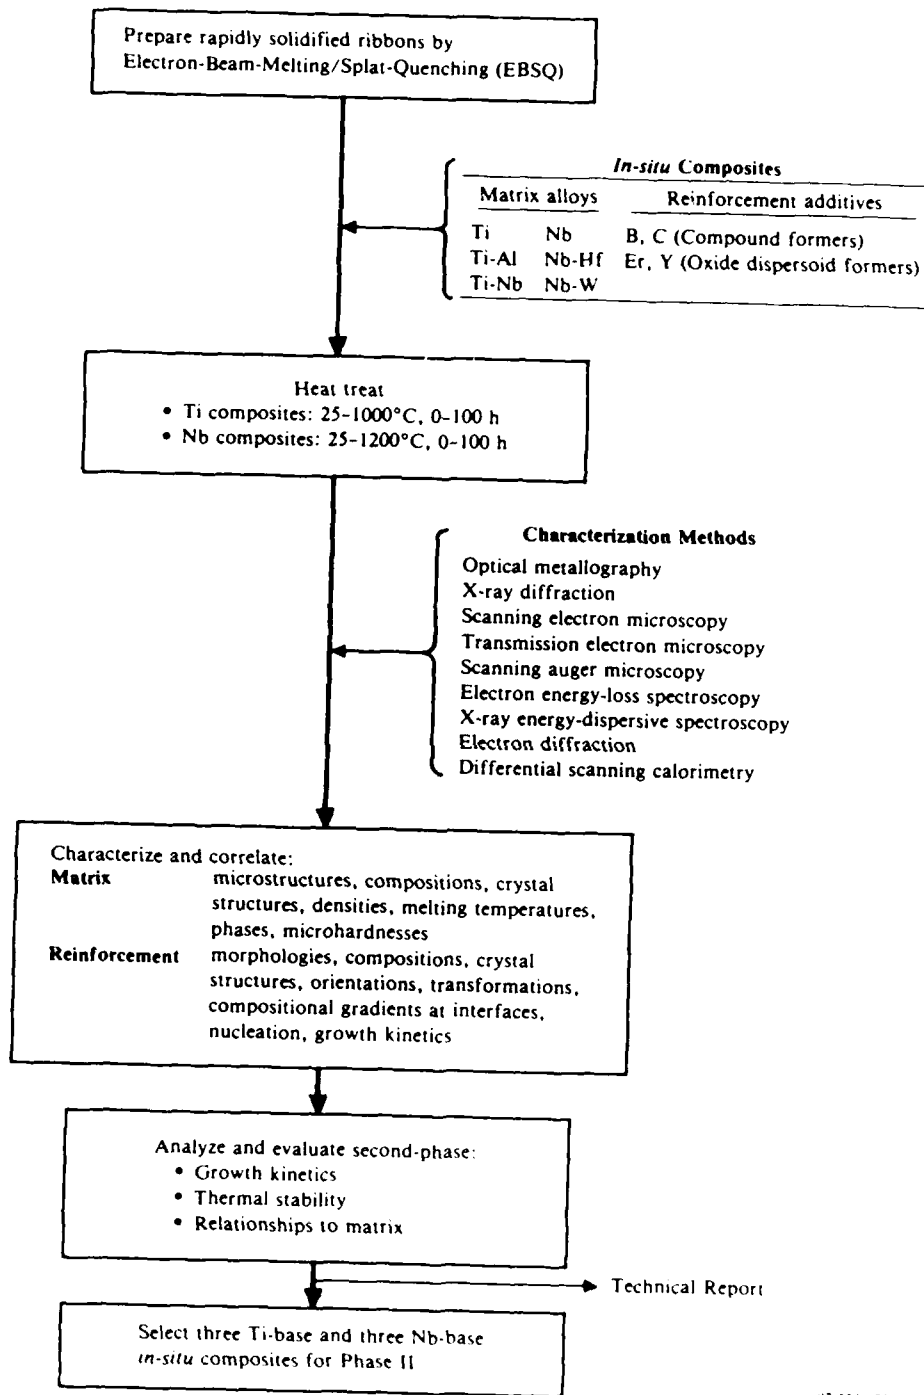 Prepare rapidly solidified ribbons by
Electron-Beam-Melting/Splat-Quenching (EBSQ)
In-situ Composites
Matrix alloys Reinforcement additives
Ti Nb B, C (Compound formers)
Ti-Al Nb-Hf Er, Y (Oxide dispersoid formers)
Ti-Nb Nb-W
Heat treat
• Ti composites: 25-1000°C, 0-100 h
• Nb composites: 25-1200°C, 0-100 h
Characterization Methods
Optical metallography
X-ray diffraction
Scanning electron microscopy
Transmission electron microscopy
Scanning auger microscopy
Electron energy-loss spectroscopy
X-ray energy-dispersive spectroscopy
Electron diffraction
Differential scanning calorimetry
Characterize and correlate:
Matrix microstructures, compositions, crystal
structures, densities, melting temperatures,
phases, microhardnesses
Reinforcement morphologies, compositions, crystal
structures, orientations, transformations,
compositional gradients at interfaces,
nucleation, growth kinetics
Analyze and evaluate second-phase:
• Growth kinetics
• Thermal stability
• Relationships to matrix
Technical Report
Select three Ti-base and three Nb-base
in-situ composites for Phase II